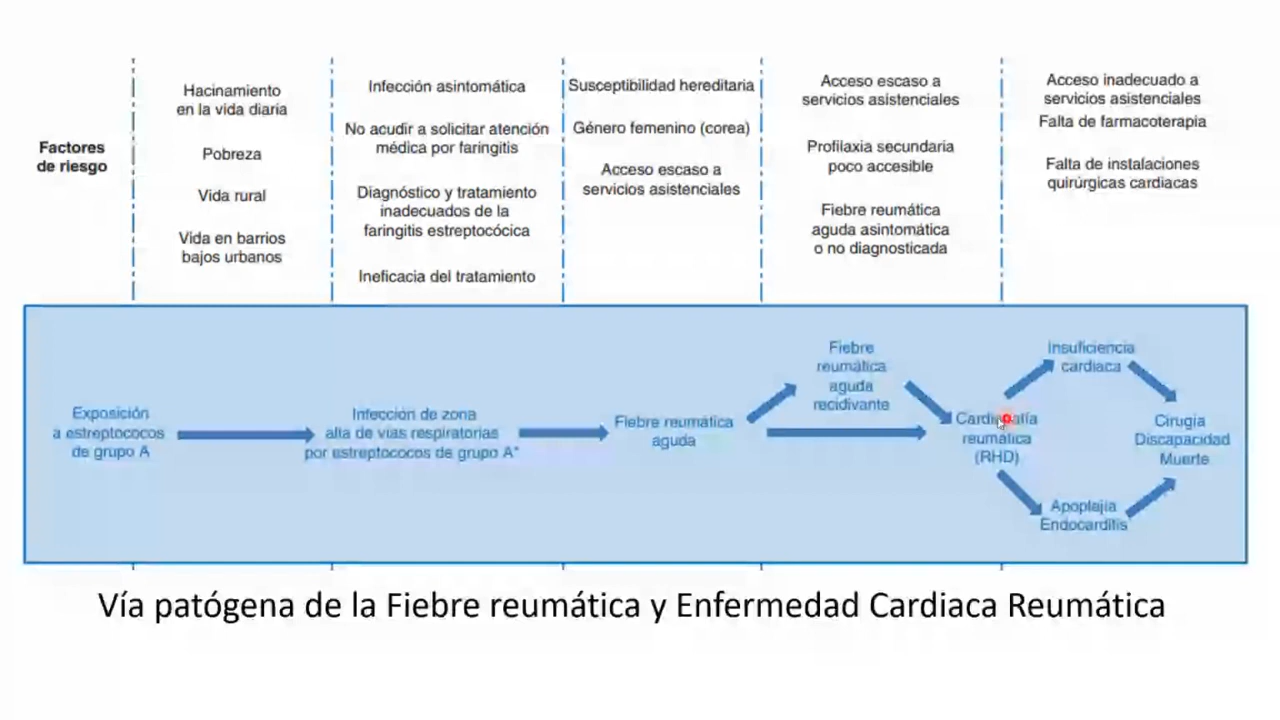 Factores
de riesgo
Hacinamiento
en la vida diaria
Pobreza
Vida rural
Vida en barrios
bajos urbanos
Infección asintomática
No acudir a solicitar atención
médica por faringitis
Diagnóstico y tratamiento
inadecuados de la
faringitis estreptocócica
Ineficacia del tratamiento
Susceptibilidad hereditaria
Género femenino (corea)
Acceso escaso a
servicios asistenciales
Acceso escaso a
servicios asistenciales
Profilaxia secundaria
poco accesible
Fiebre reumática
aguda asintomática
o no diagnosticada
Acceso inadecuado a
servicios asistenciales
Falta de farmacoterapia
Falta de instalaciones
quirúrgicas cardiacas
Exposición
a estreptococos
de grupo A
Infección de zona
alta de vías respiratorias
por estreptococos de grupo A*
Fiebre reumática
aguda
Fiebre
reumática
aguda
recidivante
reumática
(RHD)
Insuficiencia
cardiaca
Apoplejía
Endocarditis
Cirugía
Discapacidad
Muerte
Vía patógena de la Fiebre reumática y Enfermedad Cardiaca Reumática